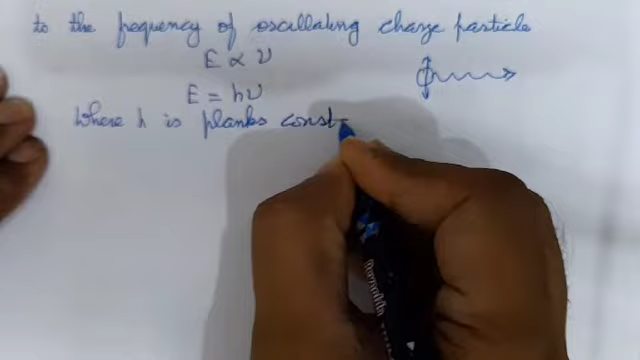 to the frequency of oscillating charge particle
E ∝ ν
E = hν
Where h is planks const